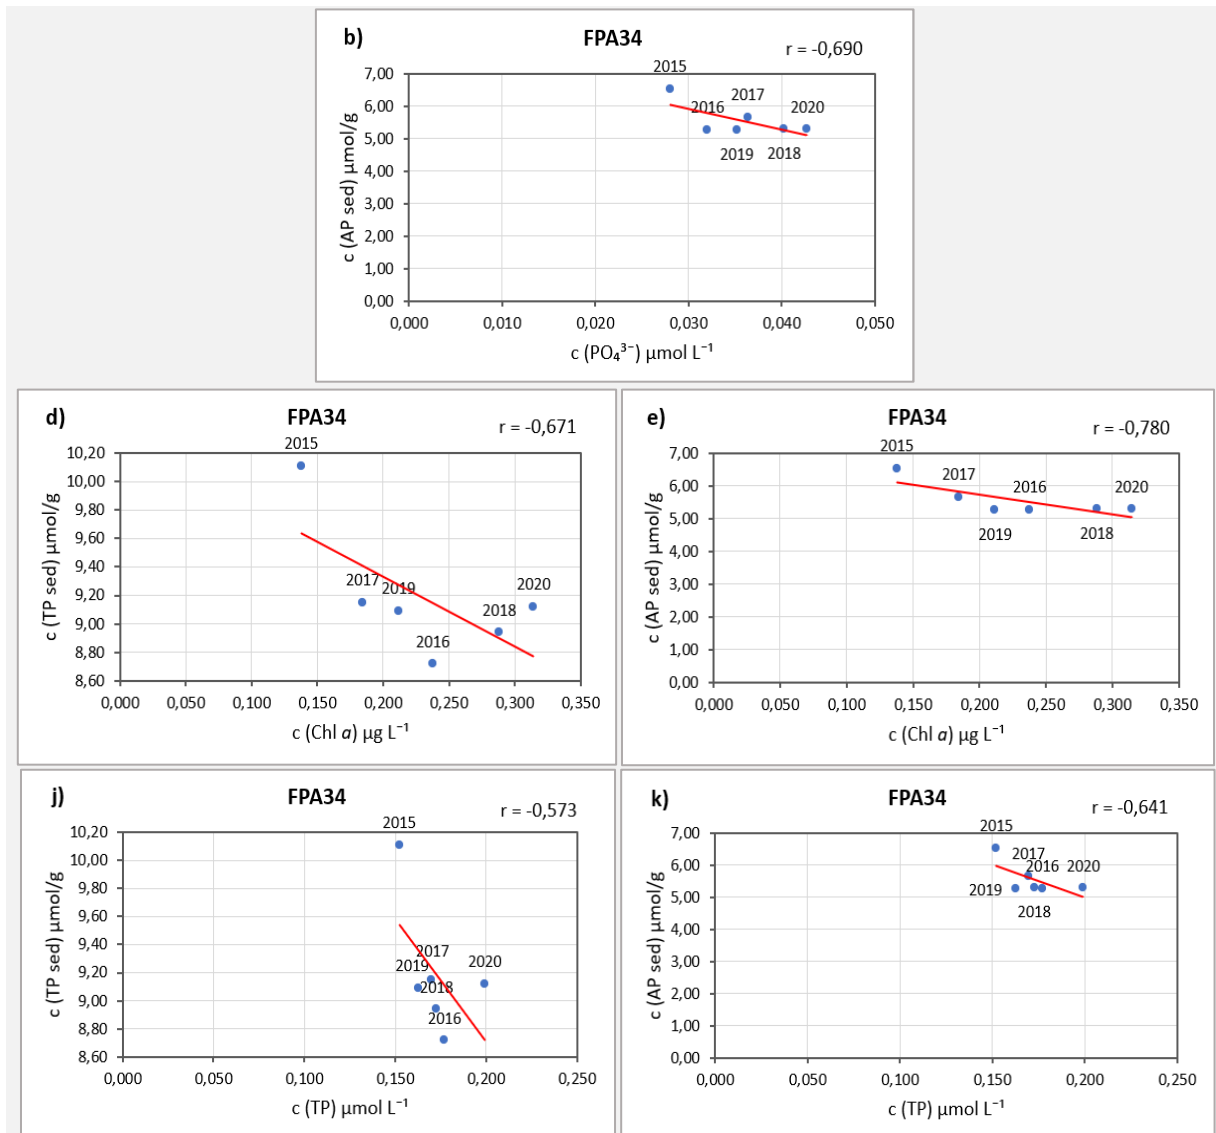 b)
FPA34
r = -0,690
2015
7,00
6,00
5,00
4,00
3,00
2,00
1,00
0,00
2016
2017
2020
2019
2018
c (AP sed) µmol/g
0,000 0,010 0,020 0,030 0,040 0,050
c (PO₄³⁻) µmol L⁻¹
d)
FPA34
r = -0,671
2015
10,20
10,00
9,80
9,60
9,40
9,20
9,00
8,80
8,60
2017
2019
2020
2018
2016
c (TP sed) µmol/g
0,000 0,100 0,150 0,200 0,250 0,300 0,350
c (Chl a) µg L⁻¹
e)
FPA34
r = -0,780
2015
7,00
6,00
5,00
4,00
3,00
2,00
1,00
0,00
2017
2016
2020
2019
2018
c (AP sed) µmol/g
0,000 0,100 0,150 0,200 0,250 0,300 0,350
c (Chl a) µg L⁻¹
j)
FPA34
r = -0,573
2015
10,20
10,00
9,80
9,60
9,40
9,20
9,00
8,80
8,60
2017
2019
2020
2018
2016
c (TP sed) µmol/g
0,000 0,050 0,100 0,150 0,200 0,250
c (TP) µmol L⁻¹
k)
FPA34
r = -0,641
2015
7,00
6,00
5,00
4,00
3,00
2,00
1,00
0,00
2017
2016
2020
2019
2018
c (AP sed) µmol/g
0,000 0,050 0,100 0,150 0,200 0,250
c (TP) µmol L⁻¹